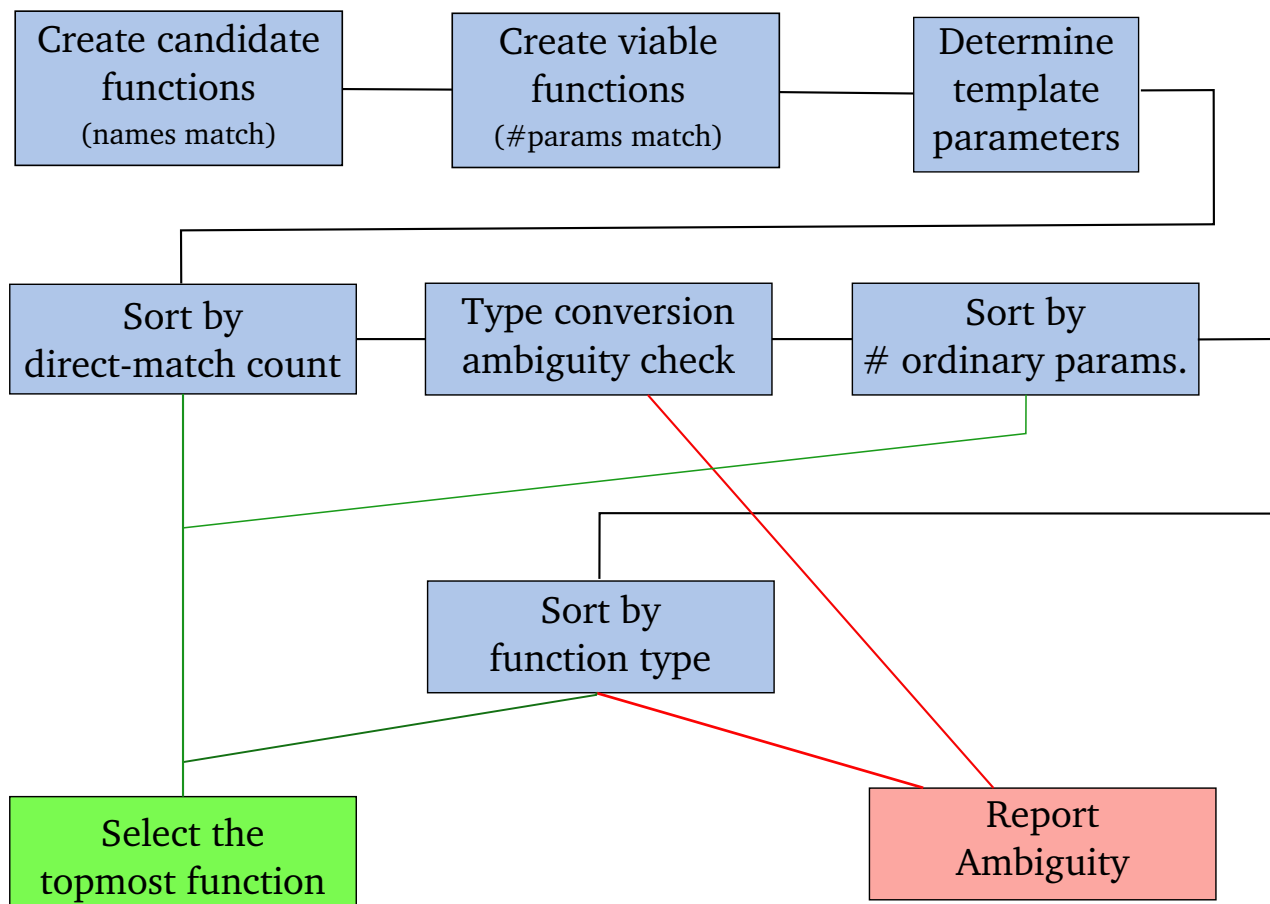 Create candidate
functions
(names match)
Create viable
functions
(#params match)
Determine
template
parameters
Sort by
direct-match count
Type conversion
ambiguity check
Sort by
# ordinary params.
Sort by
function type
Select the
topmost function
Report
Ambiguity